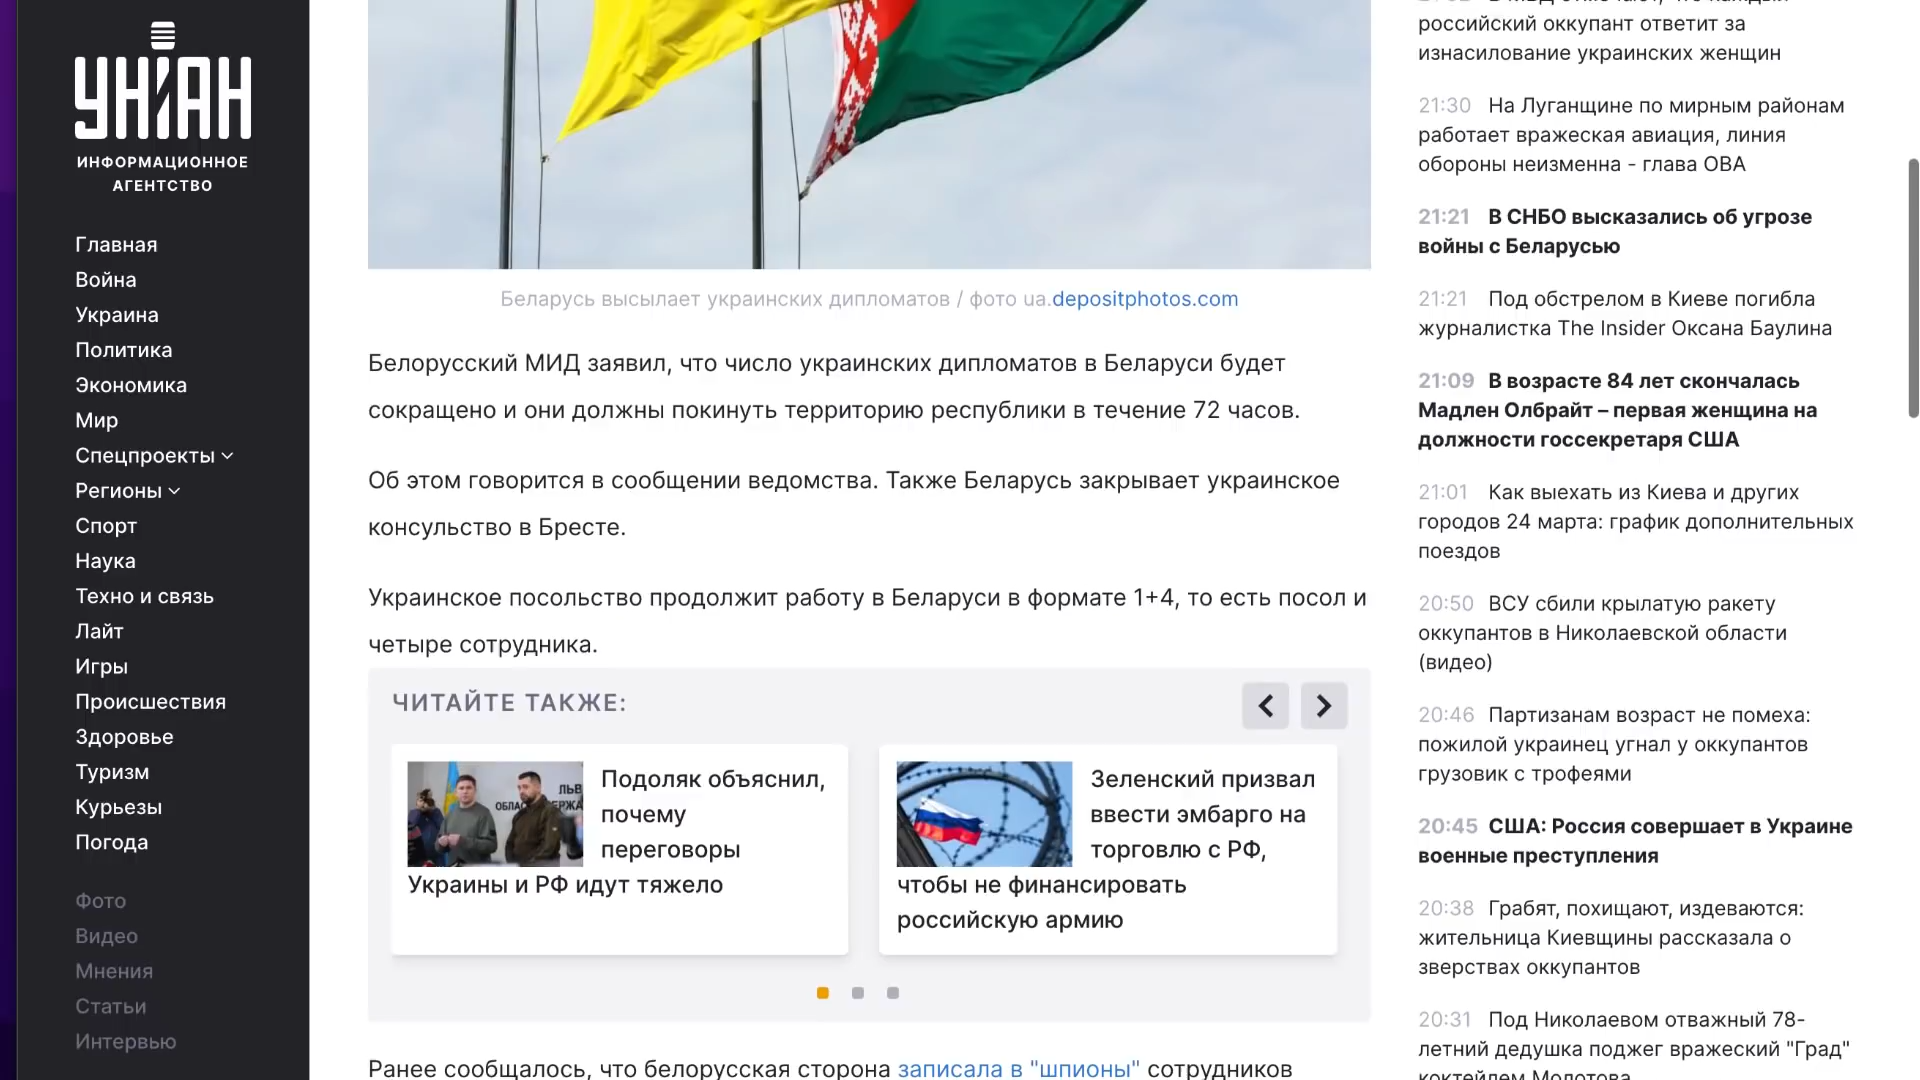 УНІАН
ИНФОРМАЦИОННОЕ
АГЕНТСТВО
Главная
Война
Украина
Политика
Экономика
Мир
Спецпроекты
Регионы
Спорт
Наука
Техно и связь
Лайт
Игры
Происшествия
Здоровье
Туризм
Курьезы
Погода
Фото
Видео
Мнения
Статьи
Интервью
Беларусь высылает украинских дипломатов / фото ua.depositphotos.com
Белорусский МИД заявил, что число украинских дипломатов в Беларуси будет
сокращено и они должны покинуть территорию республики в течение 72 часов.
Об этом говорится в сообщении ведомства. Также Беларусь закрывает украинское
консульство в Бресте.
Украинское посольство продолжит работу в Беларуси в формате 1+4, то есть посол и
четыре сотрудника.
ЧИТАЙТЕ ТАКЖЕ:
Подоляк объяснил,
почему
переговоры
Украины и РФ идут тяжело
Зеленский призвал
ввести эмбарго на
торговлю с РФ,
чтобы не финансировать
российскую армию
Ранее сообщалось, что белорусская сторона записала в "шпионы" сотрудников
российский оккупант ответит за
изнасилование украинских женщин
21:30 На Луганщине по мирным районам
работает вражеская авиация, линия
обороны неизменна - глава ОВА
21:21 В СНБО высказались об угрозе
войны с Беларусью
21:21 Под обстрелом в Киеве погибла
журналистка The Insider Оксана Баулина
21:09 В возрасте 84 лет скончалась
Мадлен Олбрайт – первая женщина на
должности госсекретаря США
21:01 Как выехать из Киева и других
городов 24 марта: график дополнительных
поездов
20:50 ВСУ сбили крылатую ракету
оккупантов в Николаевской области
(видео)
20:46 Партизанам возраст не помеха:
пожилой украинец угнал у оккупантов
грузовик с трофеями
20:45 США: Россия совершает в Украине
военные преступления
20:38 Грабят, похищают, издеваются:
жительница Киевщины рассказала о
зверствах оккупантов
20:31 Под Николаевом отважный 78-
летний дедушка поджег вражеский "Град"
коктейлем Молотова